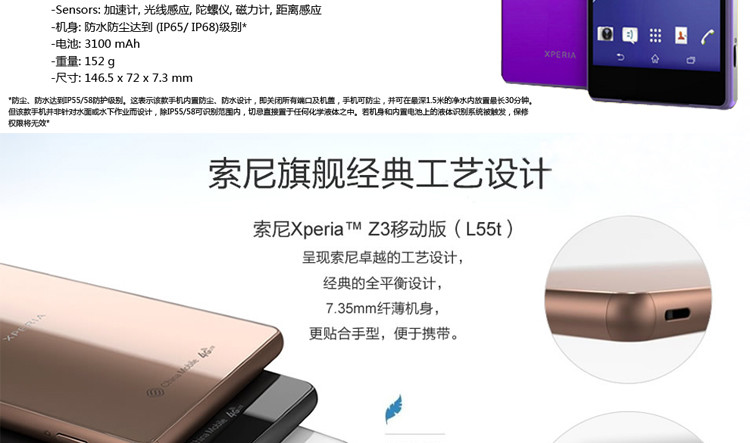 -Sensors: 加速计, 光线感应, 陀螺仪, 磁力计, 距离感应
-机身: 防水防尘达到 (IP65/ IP68)级别*
-电池: 3100 mAh
-重量: 152 g
-尺寸: 146.5 x 72 x 7.3 mm
XPERIA
*防尘、防水达到IP55/58防护级别。这表示该款手机内置防尘、防水设计，即关闭所有端口及机盖，手机可防尘，并可在最深1.5米的净水内放置最长30分钟。
但该款手机并非针对水面或水下作业而设计，除IP55/58可识别范围内，切忌直接置于任何化学液体之中。若机身和内置电池上的液体识别系统被触发，保修
权限将无效*
索尼旗舰经典工艺设计
索尼Xperia™ Z3移动版（L55t）
呈现索尼卓越的工艺设计，
经典的全平衡设计，
7.35mm纤薄机身，
更贴合手型，便于携带。
XPERIA
China Mobile 4G
China Mobile 4G